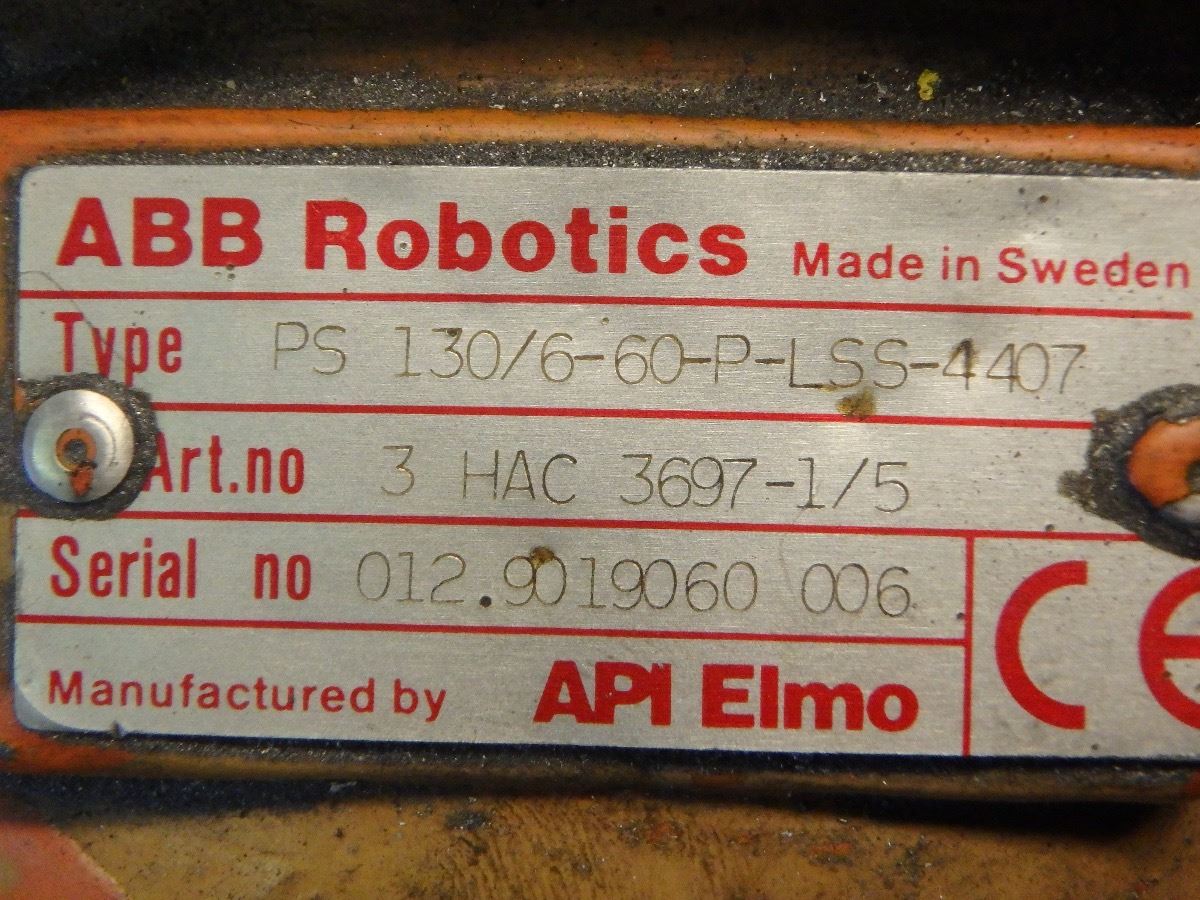 ABB Robotics Made in Sweden
Type PS 130/6-60-P-LSS-4407
Art.no 3 HAC 3697-1/5
Serial no 012.9019060 006
Manufactured by API Elmo CE